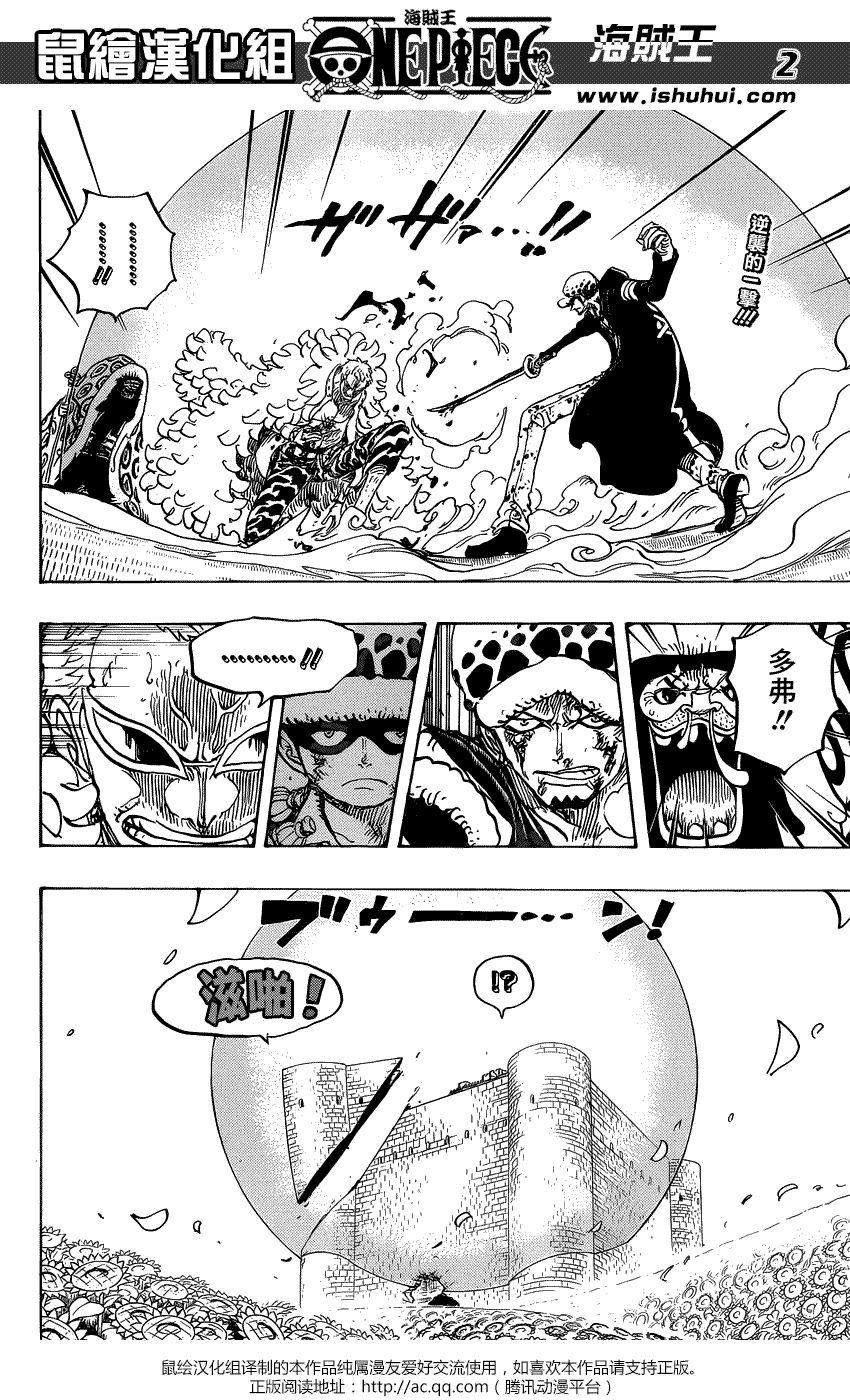 鼠繪漢化組
海賊王
ONE PIECE
海賊王
2
www.ishuhui.com
ザザッ…!!
逆襲的一擊!!!
………………!!
多弗!!
…………!!
ブゥーー…ン!
!?
滋啪!
鼠绘汉化组译制的本作品纯属漫友爱好交流使用，如喜欢本作品请支持正版。
正版阅读地址：http://ac.qq.com（腾讯动漫平台）